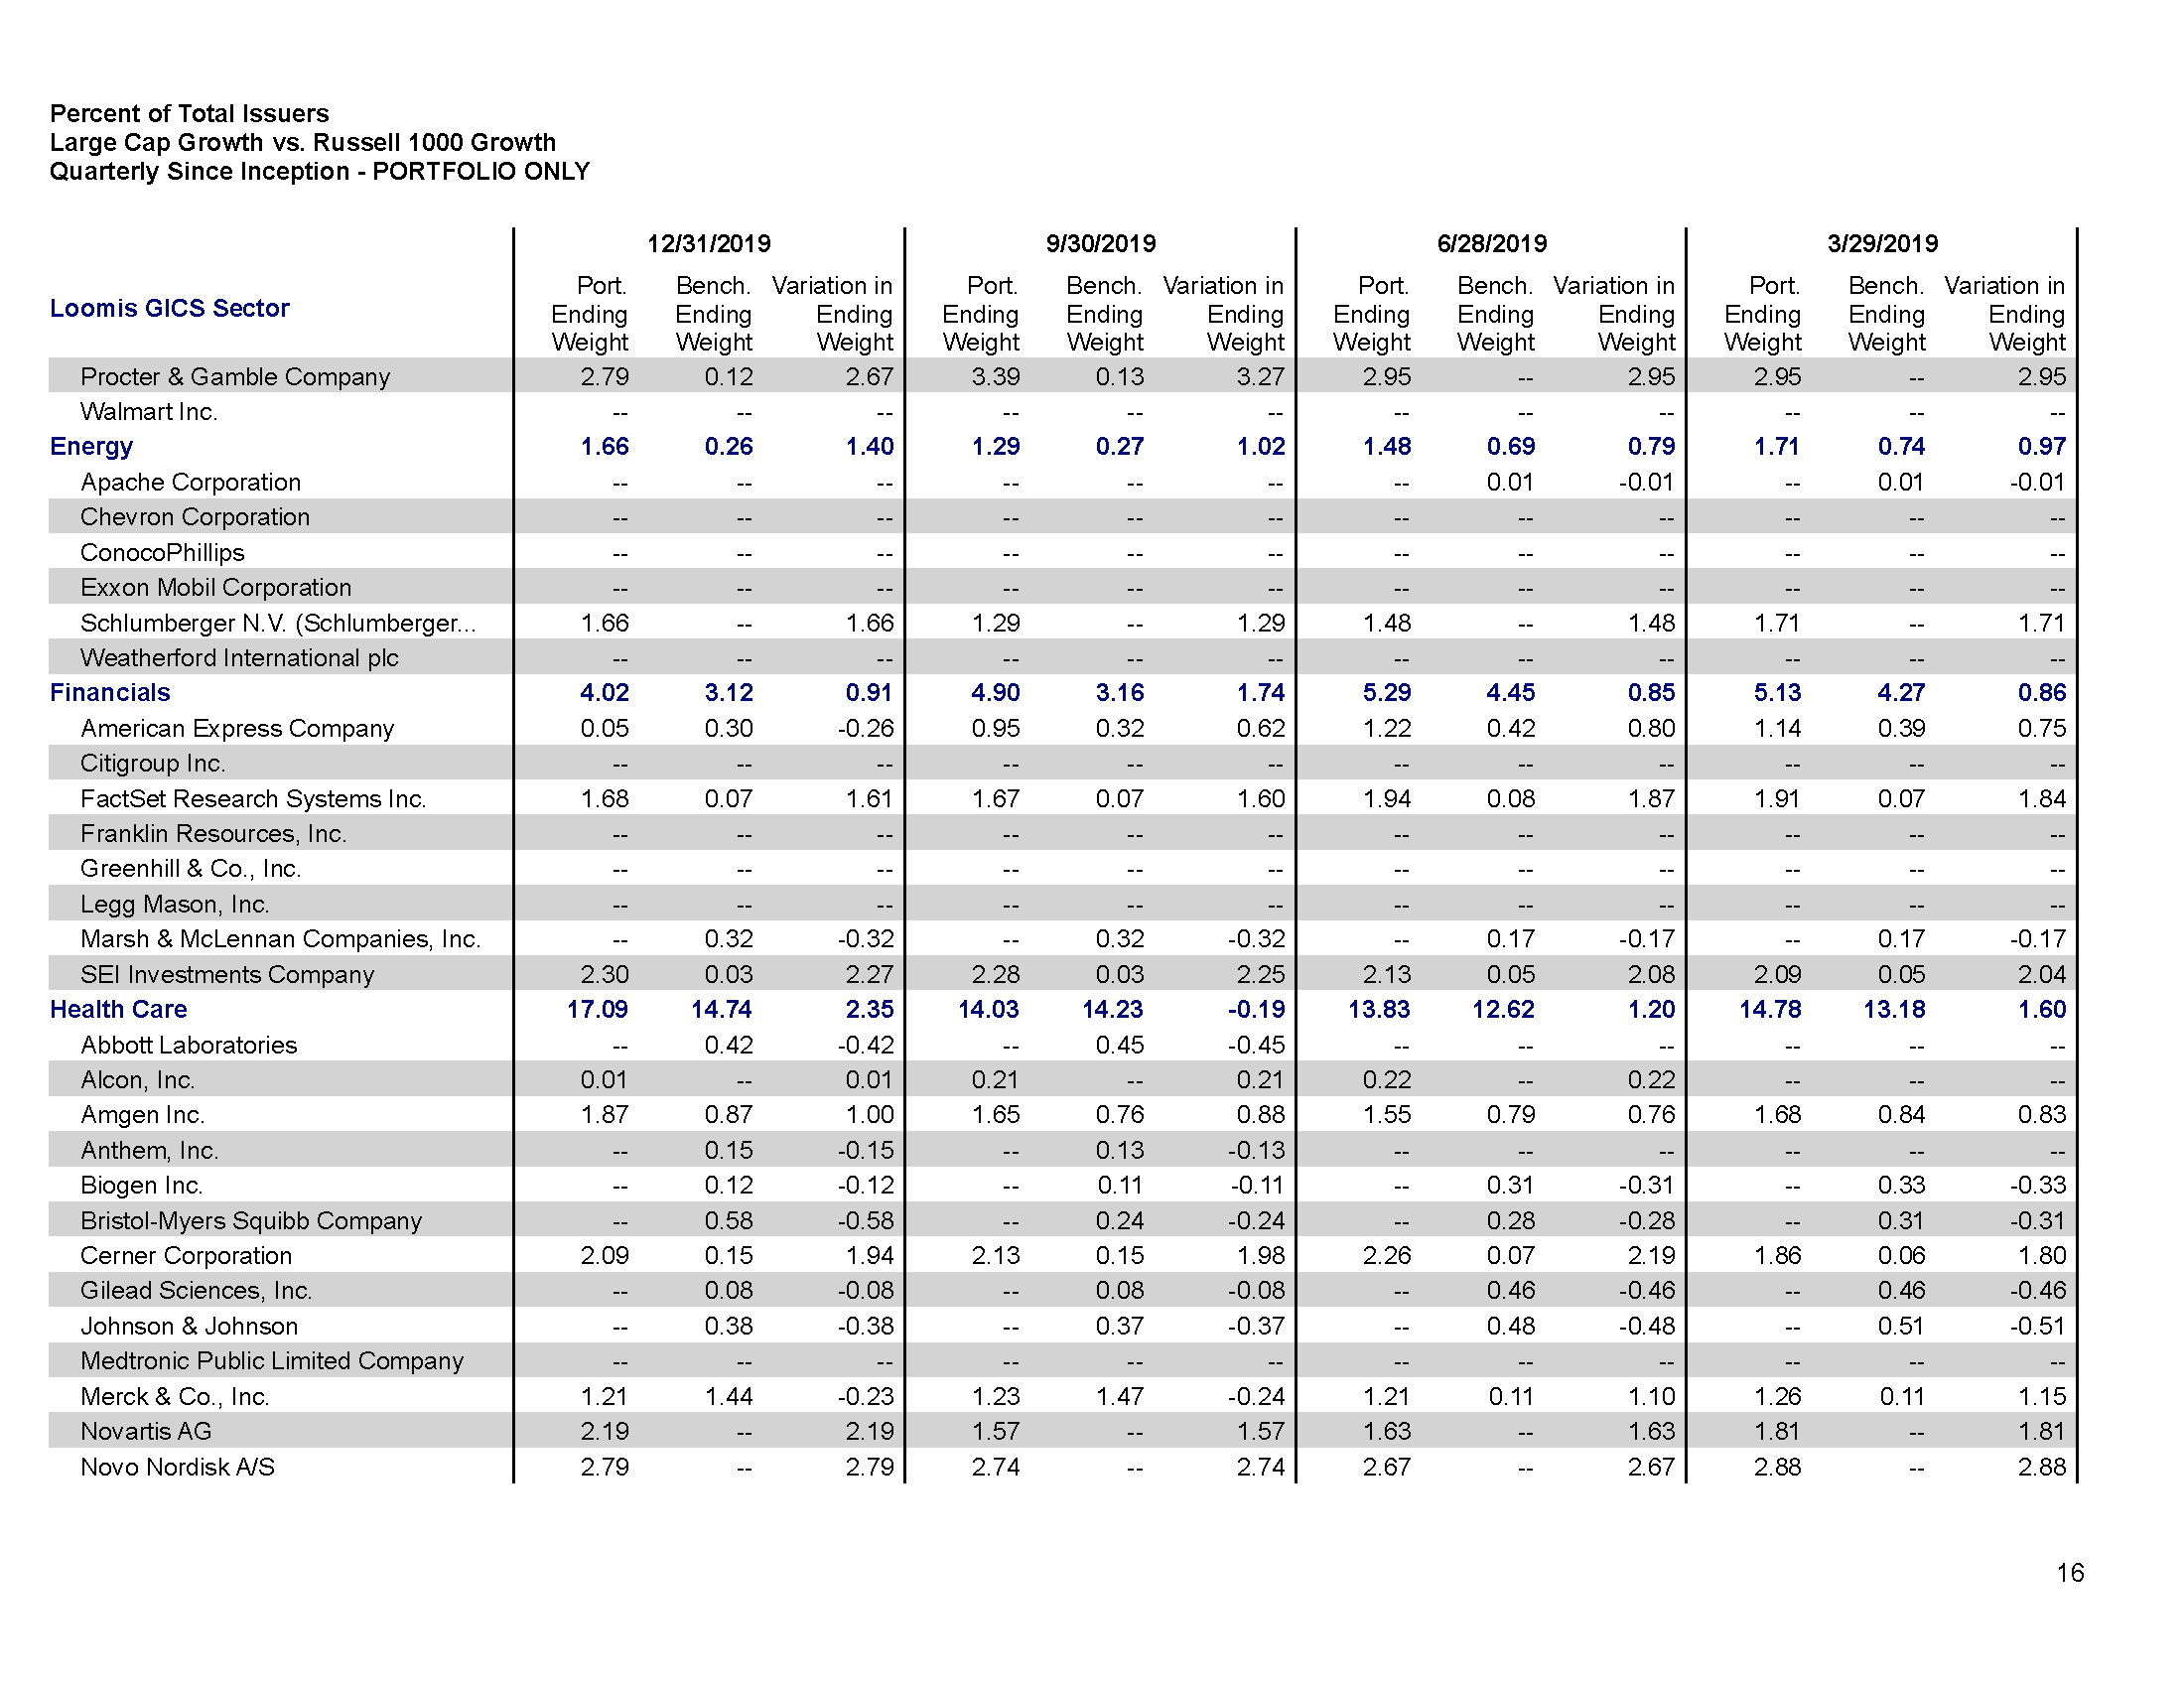 Percent of Total Issuers
Large Cap Growth vs. Russell 1000 Growth
Quarterly Since Inception - PORTFOLIO ONLY
12/31/2019 9/30/2019 6/28/2019 3/29/2019
Loomis GICS Sector
Port. Bench. Variation in Port. Bench. Variation in Port. Bench. Variation in Port. Bench. Variation in
Ending Ending Ending Ending Ending Ending Ending Ending Ending Ending Ending Ending
Weight Weight Weight Weight Weight Weight Weight Weight Weight Weight Weight Weight
Procter & Gamble Company 2.79 0.12 2.67 3.39 0.13 3.27 2.95 -- 2.95 2.95 -- 2.95
Walmart Inc. -- -- -- -- -- -- -- -- -- -- -- --
Energy 1.66 0.26 1.40 1.29 0.27 1.02 1.48 0.69 0.79 1.71 0.74 0.97
Apache Corporation -- -- -- -- -- -- -- 0.01 -0.01 -- 0.01 -0.01
Chevron Corporation -- -- -- -- -- -- -- -- -- -- -- --
ConocoPhillips -- -- -- -- -- -- -- -- -- -- -- --
Exxon Mobil Corporation -- -- -- -- -- -- -- -- -- -- -- --
Schlumberger N.V. (Schlumberger... 1.66 -- 1.66 1.29 -- 1.29 1.48 -- 1.48 1.71 -- 1.71
Weatherford International plc -- -- -- -- -- -- -- -- -- -- -- --
Financials 4.02 3.12 0.91 4.90 3.16 1.74 5.29 4.45 0.85 5.13 4.27 0.86
American Express Company 0.05 0.30 -0.26 0.95 0.32 0.62 1.22 0.42 0.80 1.14 0.39 0.75
Citigroup Inc. -- -- -- -- -- -- -- -- -- -- -- --
FactSet Research Systems Inc. 1.68 0.07 1.61 1.67 0.07 1.60 1.94 0.08 1.87 1.91 0.07 1.84
Franklin Resources, Inc. -- -- -- -- -- -- -- -- -- -- -- --
Greenhill & Co., Inc. -- -- -- -- -- -- -- -- -- -- -- --
Legg Mason, Inc. -- -- -- -- -- -- -- -- -- -- -- --
Marsh & McLennan Companies, Inc. -- 0.32 -0.32 -- 0.32 -0.32 -- 0.17 -0.17 -- 0.17 -0.17
SEI Investments Company 2.30 0.03 2.27 2.28 0.03 2.25 2.13 0.05 2.08 2.09 0.05 2.04
Health Care 17.09 14.74 2.35 14.03 14.23 -0.19 13.83 12.62 1.20 14.78 13.18 1.60
Abbott Laboratories -- 0.42 -0.42 -- 0.45 -0.45 -- -- -- -- -- --
Alcon, Inc. 0.01 -- 0.01 0.21 -- 0.21 0.22 -- 0.22 -- -- --
Amgen Inc. 1.87 0.87 1.00 1.65 0.76 0.88 1.55 0.79 0.76 1.68 0.84 0.83
Anthem, Inc. -- 0.15 -0.15 -- 0.13 -0.13 -- -- -- -- -- --
Biogen Inc. -- 0.12 -0.12 -- 0.11 -0.11 -- 0.31 -0.31 -- 0.33 -0.33
Bristol-Myers Squibb Company -- 0.58 -0.58 -- 0.24 -0.24 -- 0.28 -0.28 -- 0.31 -0.31
Cerner Corporation 2.09 0.15 1.94 2.13 0.15 1.98 2.26 0.07 2.19 1.86 0.06 1.80
Gilead Sciences, Inc. -- 0.08 -0.08 -- 0.08 -0.08 -- 0.46 -0.46 -- 0.46 -0.46
Johnson & Johnson -- 0.38 -0.38 -- 0.37 -0.37 -- 0.48 -0.48 -- 0.51 -0.51
Medtronic Public Limited Company -- -- -- -- -- -- -- -- -- -- -- --
Merck & Co., Inc. 1.21 1.44 -0.23 1.23 1.47 -0.24 1.21 0.11 1.10 1.26 0.11 1.15
Novartis AG 2.19 -- 2.19 1.57 -- 1.57 1.63 -- 1.63 1.81 -- 1.81
Novo Nordisk A/S 2.79 -- 2.79 2.74 -- 2.74 2.67 -- 2.67 2.88 -- 2.88
16